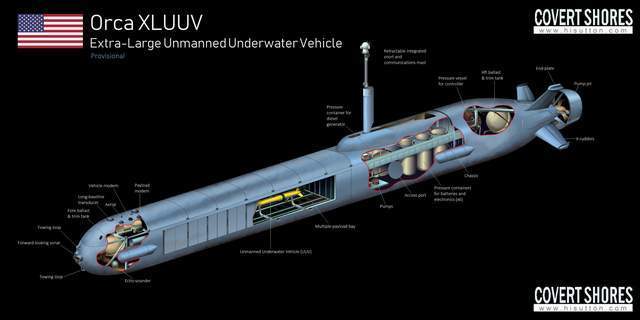 Orca XLUUV
Extra-Large Unmanned Underwater Vehicle
Provisional
COVERT SHORES
www.hisutton.com
Retractable integrated
snort and
communications mast
Pressure vessel
for controller
Aft ballast
& trim tank
End plate
Pump jet
X-rudders
Pressure
container for
diesel
generator
Chassis
Pressure container
for batteries and
electronics (x6)
Access port
Pumps
Multiple payload bay
Unmanned Underwater Vehicle (UUV)
Payload
modem
Vehicle modem
Long-baseline
transducer
Aerial
Fore ballast
& trim tank
Towing loop
Forward looking sonar
Towing loop
Echo-sounder
COVERT SHORES
www.hisutton.com